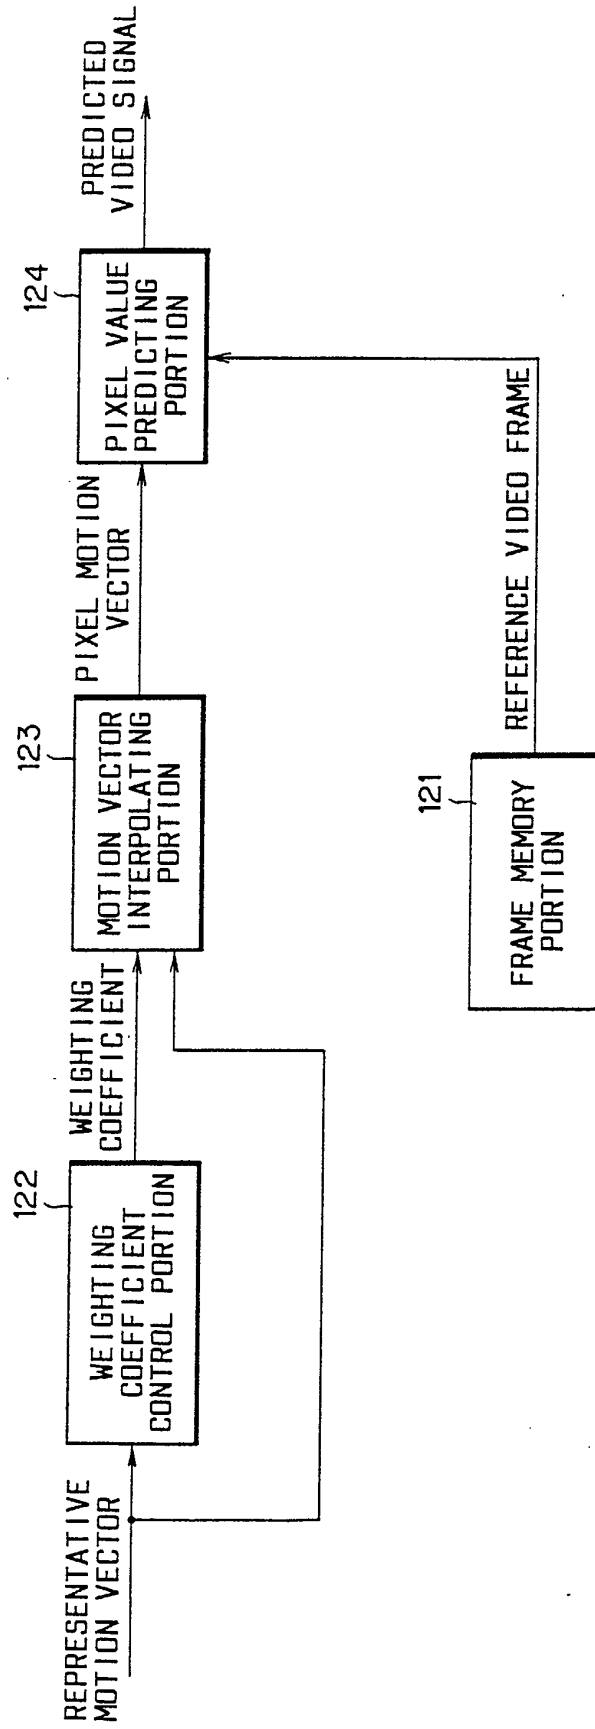 REPRESENTATIVE
MOTION VECTOR
122
WEIGHTING
COEFFICIENT
CONTROL PORTION
WEIGHTING
COEFFICIENT
123
MOTION VECTOR
INTERPOLATING
PORTION
PIXEL MOTION
VECTOR
124
PIXEL VALUE
PREDICTING
PORTION
PREDICTED
VIDEO SIGNAL
121
FRAME MEMORY
PORTION
REFERENCE VIDEO FRAME